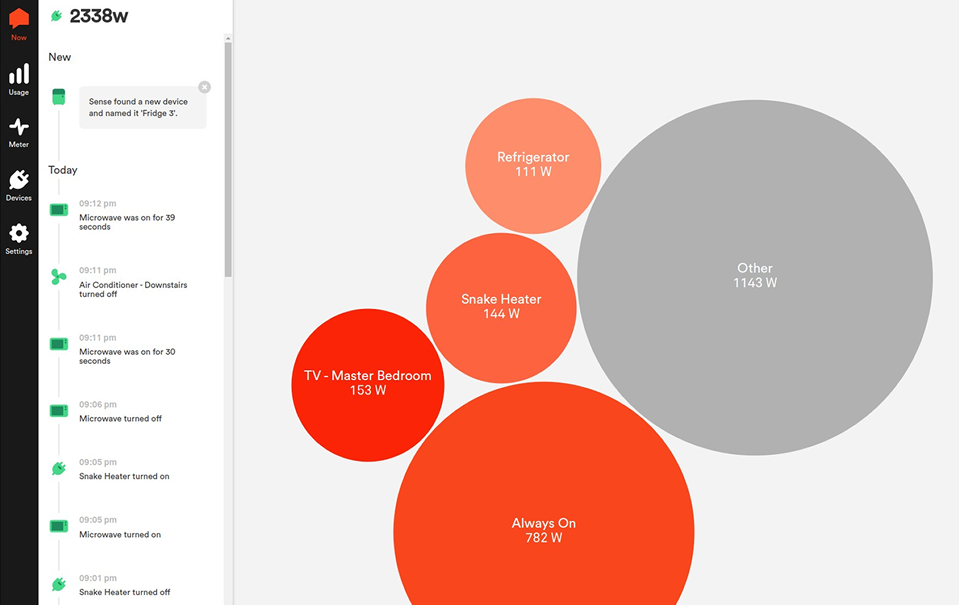 2338w
Now
Usage
Meter
Devices
Settings
New
Sense found a new device
and named it 'Fridge 3'.
Today
09:12 pm
Microwave was on for 39
seconds
09:11 pm
Air Conditioner - Downstairs
turned off
09:11 pm
Microwave was on for 30
seconds
09:06 pm
Microwave turned off
09:05 pm
Snake Heater turned on
09:05 pm
Microwave turned on
09:01 pm
Snake Heater turned off
Refrigerator
111 W
Other
1143 W
Snake Heater
144 W
TV - Master Bedroom
153 W
Always On
782 W